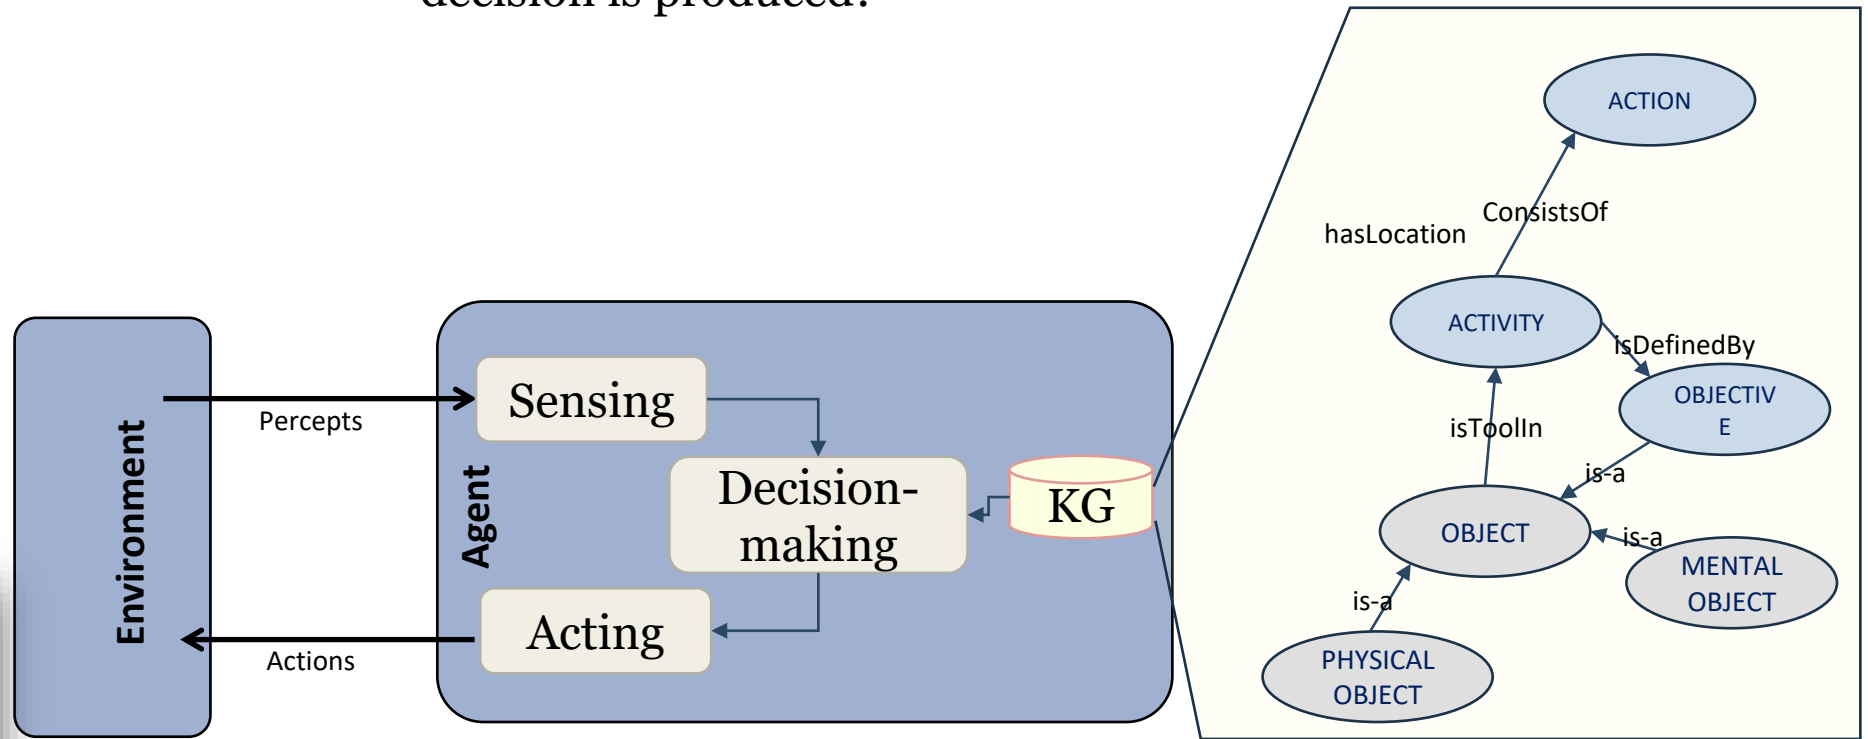 decision is produced?
Environment
Percepts
Actions
Agent
Sensing
Decision-
making
Acting
KG
ACTION
ConsistsOf
hasLocation
ACTIVITY
isDefinedBy
OBJECTIV
E
isToolIn
is-a
OBJECT
is-a
MENTAL
OBJECT
is-a
PHYSICAL
OBJECT